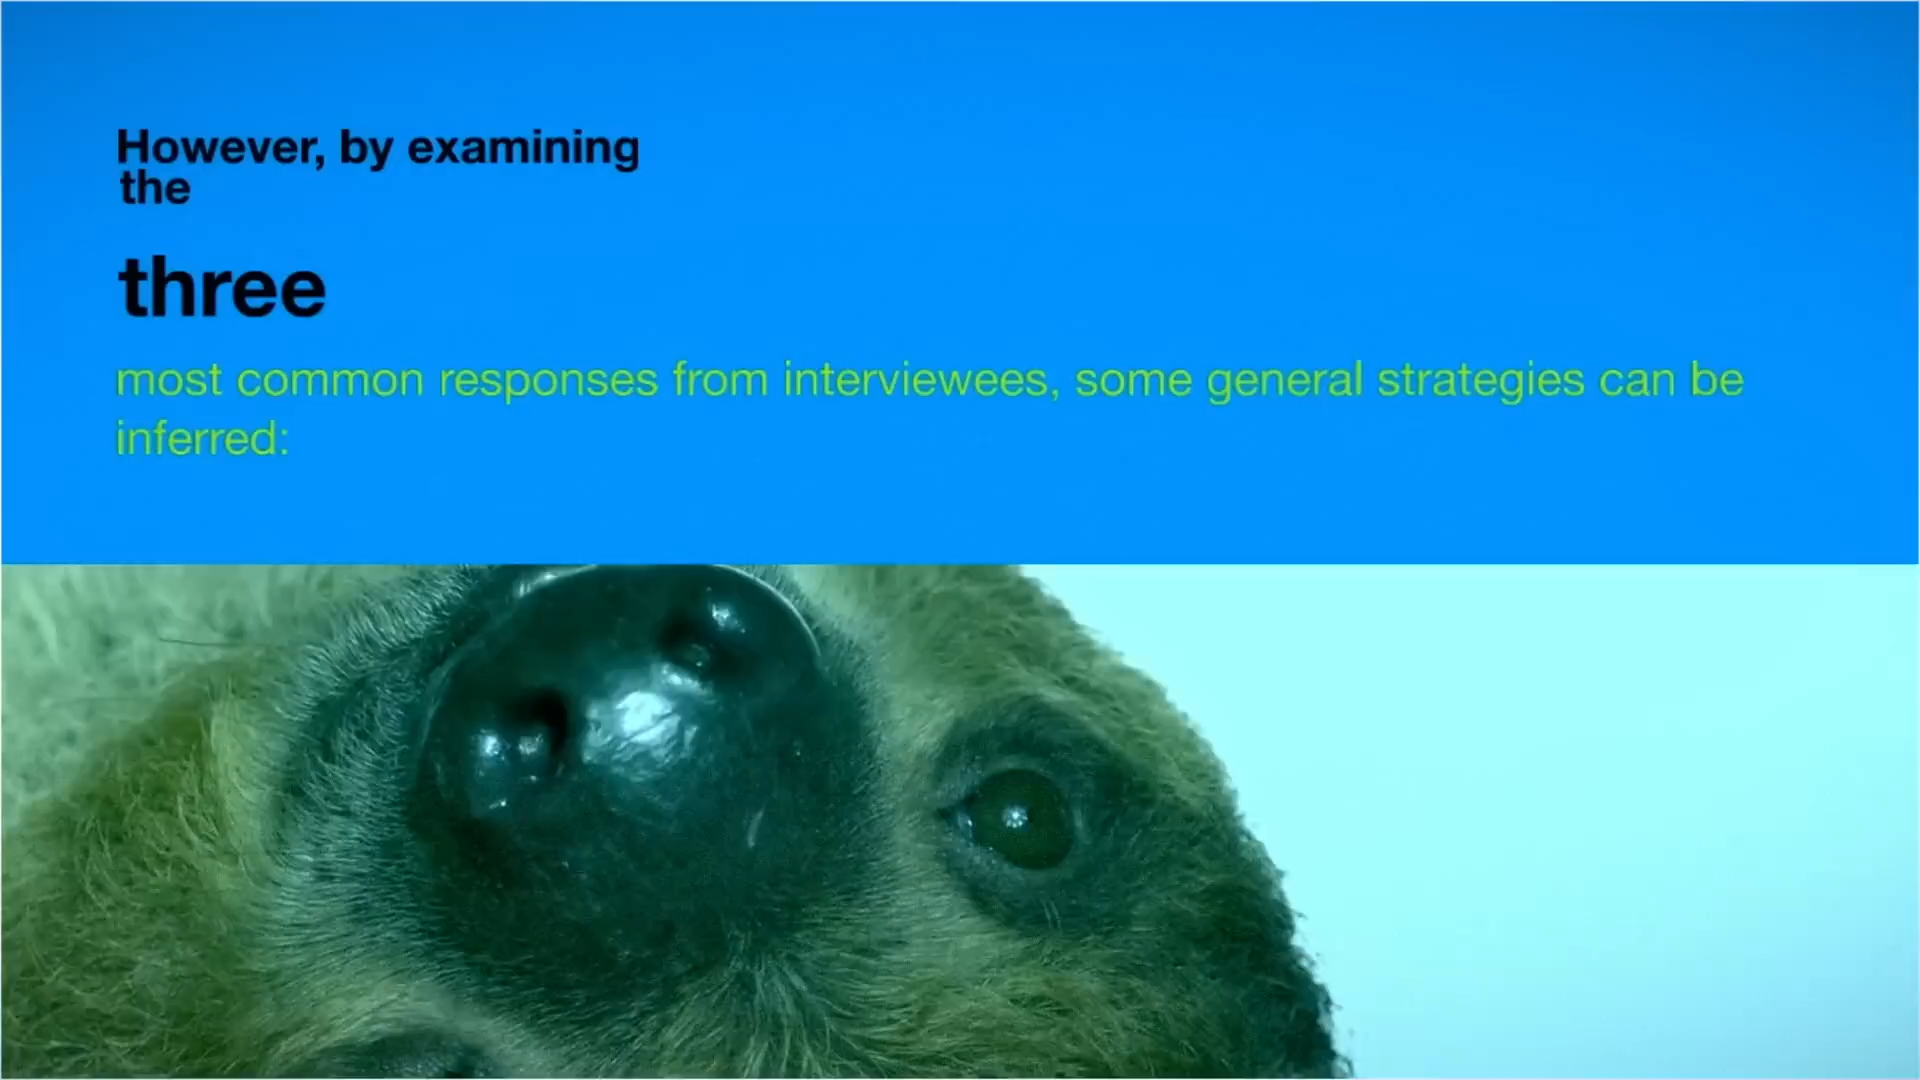 However, by examining
the
three
most common responses from interviewees, some general strategies can be
inferred: